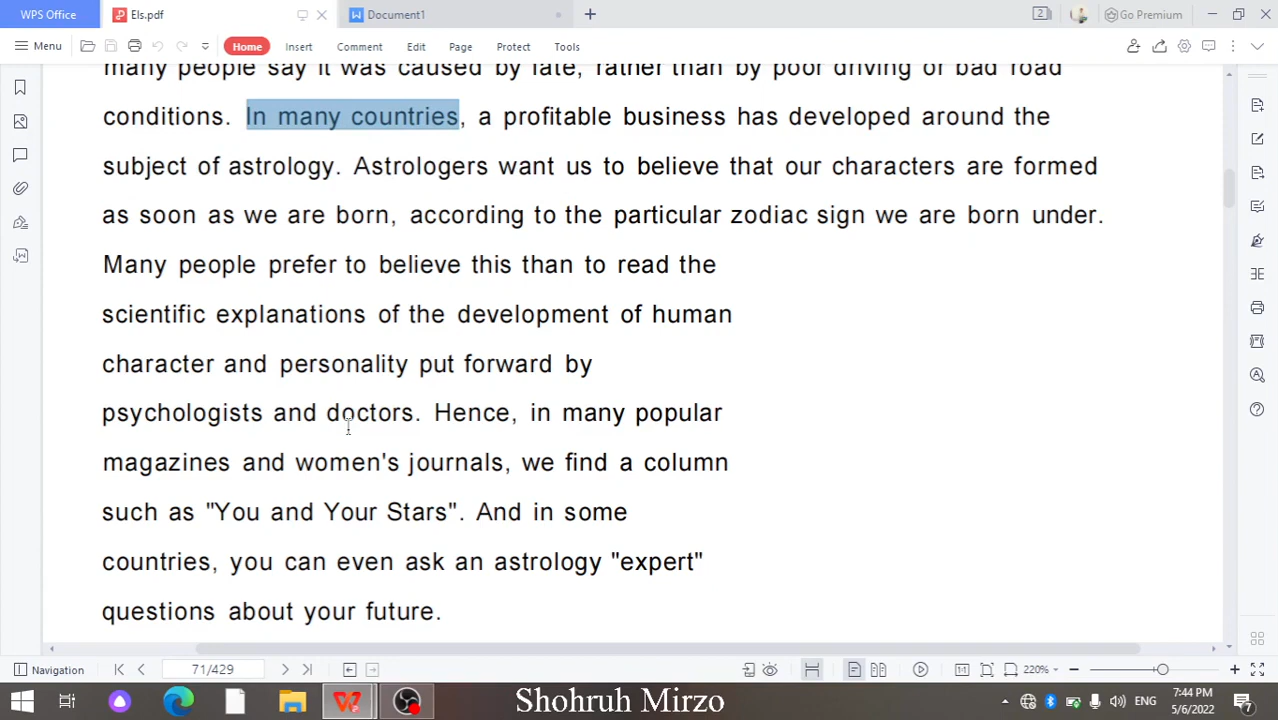 WPS Office
Els.pdf
Document1
2
Go Premium
Menu
Home
Insert
Comment
Edit
Page
Protect
Tools
many people say it was caused by fate, rather than by poor driving or bad road
conditions. In many countries, a profitable business has developed around the
subject of astrology. Astrologers want us to believe that our characters are formed
as soon as we are born, according to the particular zodiac sign we are born under.
Many people prefer to believe this than to read the
scientific explanations of the development of human
character and personality put forward by
psychologists and doctors. Hence, in many popular
magazines and women's journals, we find a column
such as "You and Your Stars". And in some
countries, you can even ask an astrology "expert"
questions about your future.
Navigation
71/429
220%
Shohruh Mirzo
ENG
7:44 PM
5/6/2022
7